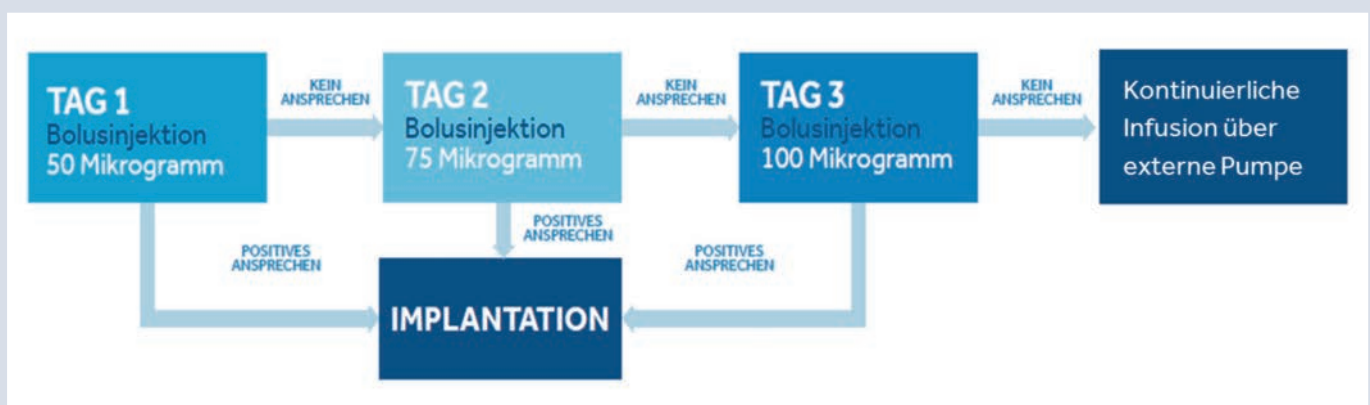 TAG 1
Bolusinjektion
50 Mikrogramm
KEIN
ANSPRECHEN
TAG 2
Bolusinjektion
75 Mikrogramm
KEIN
ANSPRECHEN
TAG 3
Bolusinjektion
100 Mikrogramm
KEIN
ANSPRECHEN
Kontinuierliche
Infusion über
externe Pumpe
POSITIVES
ANSPRECHEN
POSITIVES
ANSPRECHEN
POSITIVES
ANSPRECHEN
IMPLANTATION